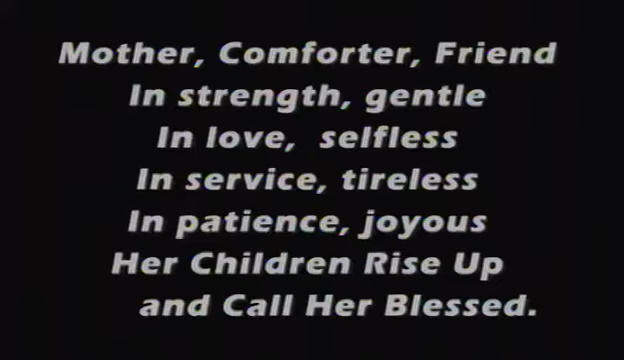 Mother, Comforter, Friend
In strength, gentle
In love, selfless
In service, tireless
In patience, joyous
Her Children Rise Up
and Call Her Blessed.